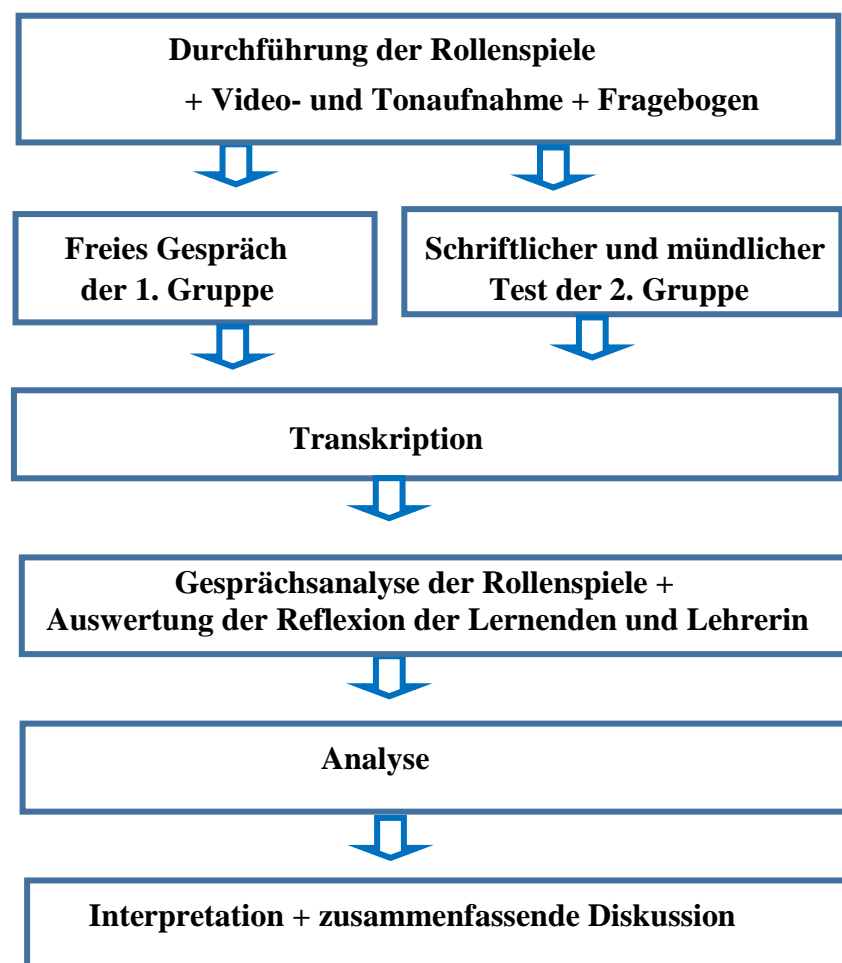 Durchführung der Rollenspiele
+ Video- und Tonaufnahme + Fragebogen
Freies Gespräch
der 1. Gruppe
Schriftlicher und mündlicher
Test der 2. Gruppe
Transkription
Gesprächsanalyse der Rollenspiele +
Auswertung der Reflexion der Lernenden und Lehrerin
Analyse
Interpretation + zusammenfassende Diskussion